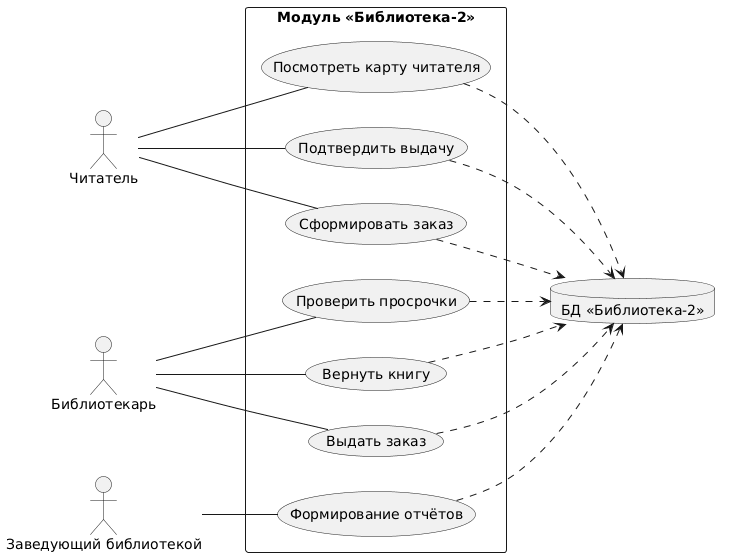 Модуль «Библиотека-2»
Посмотреть карту читателя
Подтвердить выдачу
Читатель
Сформировать заказ
Проверить просрочки
БД «Библиотека-2»
Вернуть книгу
Библиотекарь
Выдать заказ
Формирование отчётов
Заведующий библиотекой